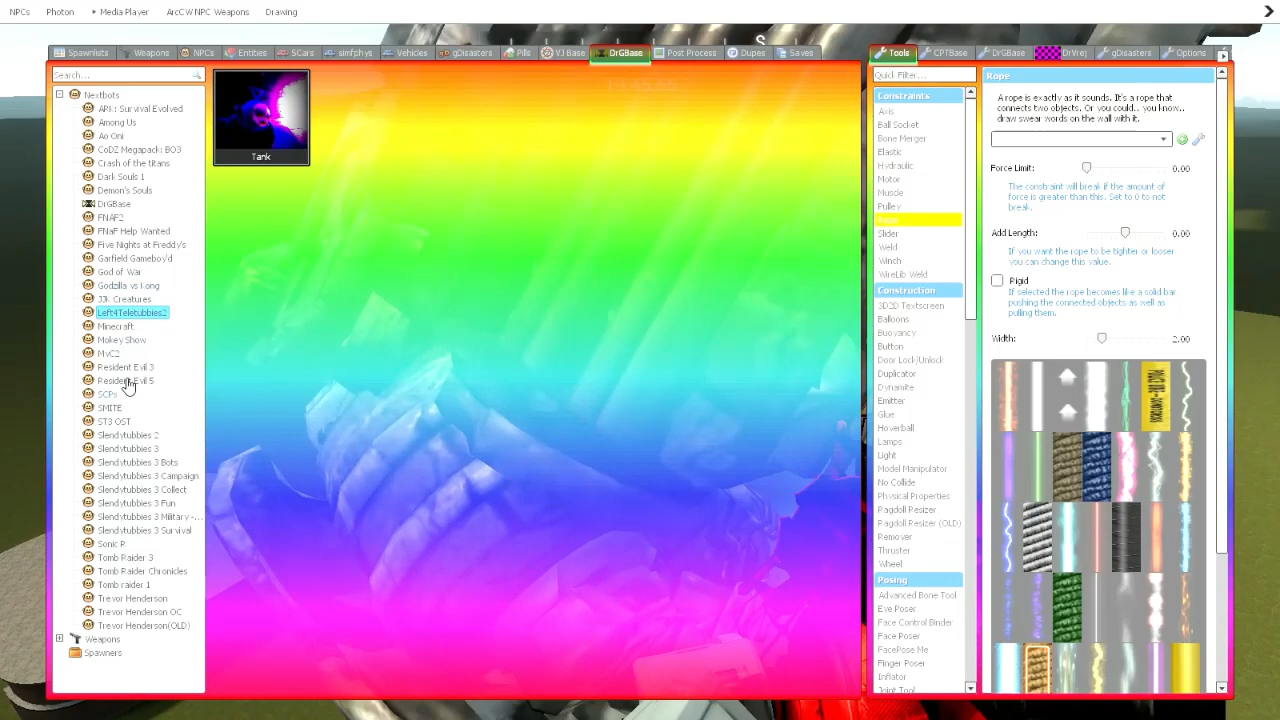 NPCs Photon Media Player ArcCW NPC Weapons Drawing
Spawnlists Weapons NPCs Entities SCars simfphys Vehicles gDisasters Pills VJ Base DrGBase Post Process Dupes Saves
Search...
Nextbots
ARK: Survival Evolved
Among Us
Ao Oni
CoDZ Megapack: BO3
Crash of the titans
Dark Souls 1
Demon's Souls
DrGBase
FNAF2
FNaF Help Wanted
Five Nights at Freddy's
Garfield Gameboy'd
God of War
Godzilla vs Kong
JJK Creatures
Left4Teletubbies2
Minecraft
Mokey Show
MvC2
Resident Evil 3
Resident Evil 5
SCPs
SMITE
ST3 OST
Slendytubbies 2
Slendytubbies 3
Slendytubbies 3 Bots
Slendytubbies 3 Campaign
Slendytubbies 3 Collect
Slendytubbies 3 Fun
Slendytubbies 3 Military -...
Slendytubbies 3 Survival
Sonic P
Tomb Raider 3
Tomb Raider Chronicles
Tomb raider 1
Trevor Henderson
Trevor Henderson OC
Trevor Henderson(OLD)
Weapons
Spawners
Tank
Tools CPTBase DrGBase DrVrej gDisasters Options
Quick Filter...
Constraints
Axis
Ball Socket
Bone Merger
Elastic
Hydraulic
Motor
Muscle
Pulley
Rope
Slider
Weld
Winch
WireLib Weld
Construction
3D2D Textscreen
Balloons
Buoyancy
Button
Door Lock/Unlock
Duplicator
Dynamite
Emitter
Glue
Hoverball
Lamps
Light
Model Manipulator
No Collide
Physical Properties
Ragdoll Resizer
Ragdoll Resizer (OLD)
Remover
Thruster
Wheel
Posing
Advanced Bone Tool
Eye Poser
Face Control Binder
Face Poser
FacePose Me
Finger Poser
Inflator
Joint Tool
Rope
A rope is exactly as it sounds. It's a rope that
connects two objects. Or you could.. you know..
draw swear words on the wall with it.
Force Limit: 0.00
The constraint will break if the amount of
force is greater than this. Set to 0 to not
break.
Add Length: 0.00
If you want the rope to be tighter or looser
you can change this value.
Rigid
If selected the rope becomes like a solid bar,
pushing the connected objects as well as
pulling them.
Width: 2.00